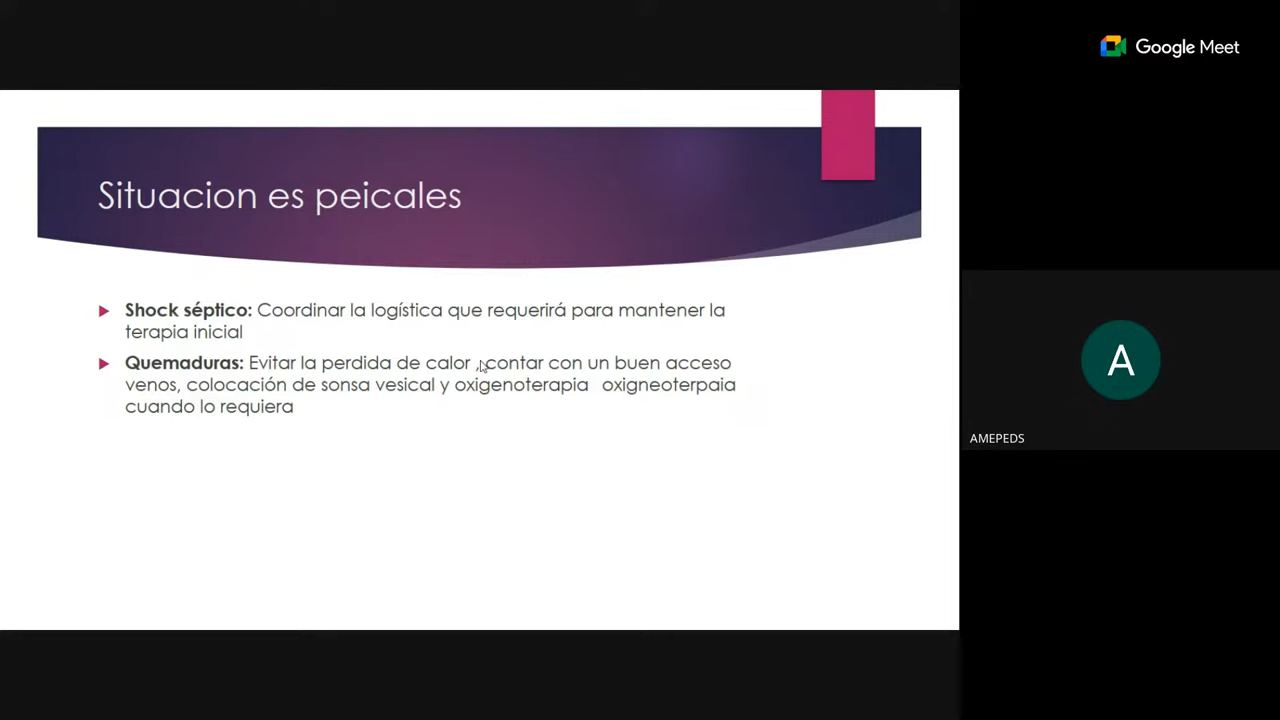 Google Meet
Situacion es peicales
Shock séptico: Coordinar la logística que requerirá para mantener la
terapia inicial
Quemaduras: Evitar la perdida de calor , contar con un buen acceso
venos, colocación de sonsa vesical y oxigenoterapia oxigneoterpaia
cuando lo requiera
A
AMEPEDS